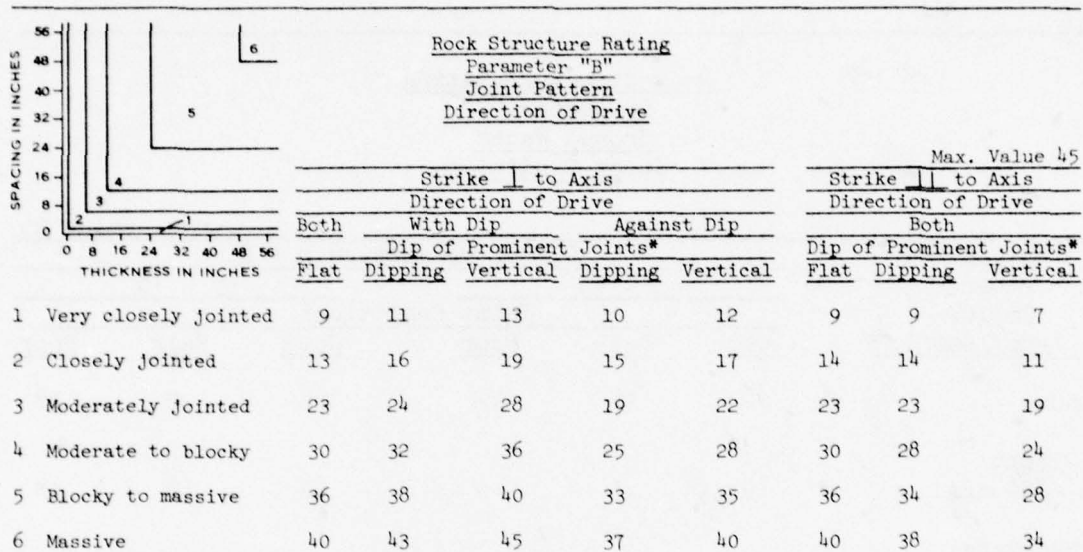 Rock Structure Rating
Parameter "B"
Joint Pattern
Direction of Drive
SPACING IN INCHES
56
48
40
32
24
16
8
0
6
5
4
3
2
1
0 8 16 24 32 40 48 56
THICKNESS IN INCHES
Max. Value 45
Strike ⊥ to Axis Strike || to Axis
Direction of Drive Direction of Drive
Both With Dip Against Dip Both
Dip of Prominent Joints* Dip of Prominent Joints*
Flat Dipping Vertical Dipping Vertical Flat Dipping Vertical
1 Very closely jointed 9 11 13 10 12 9 9 7
2 Closely jointed 13 16 19 15 17 14 14 11
3 Moderately jointed 23 24 28 19 22 23 23 19
4 Moderate to blocky 30 32 36 25 28 30 28 24
5 Blocky to massive 36 38 40 33 35 36 34 28
6 Massive 40 43 45 37 40 40 38 34